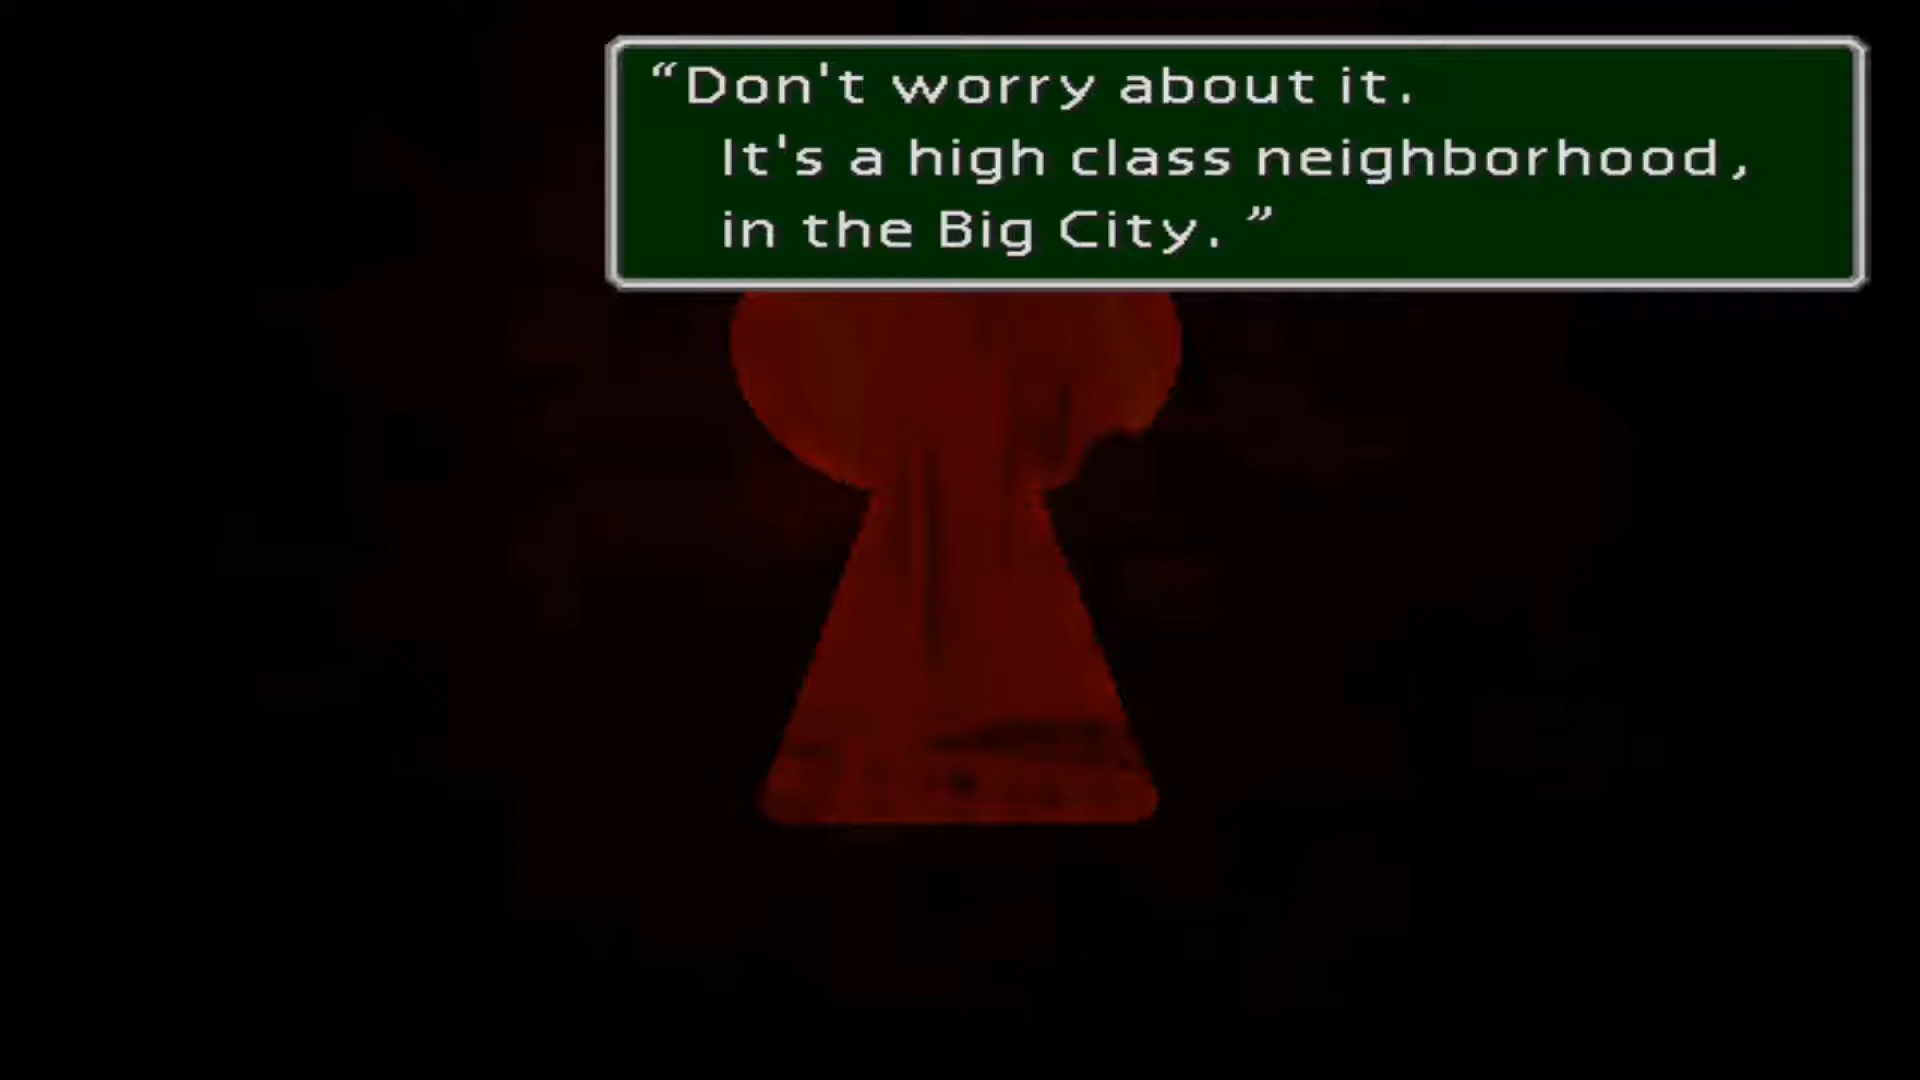 “Don't worry about it.
It's a high class neighborhood,
in the Big City. ”